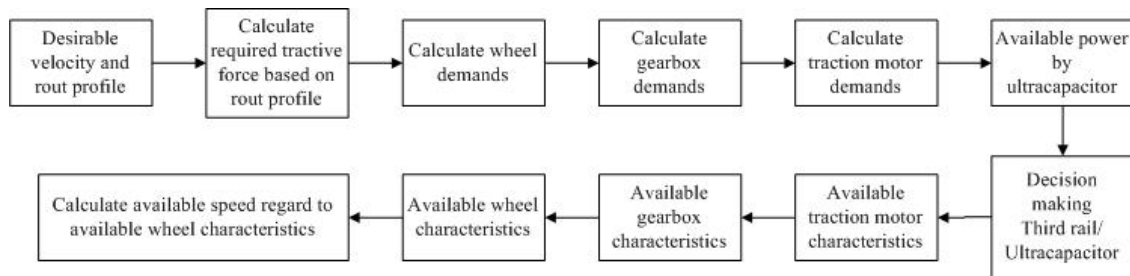 Desirable
velocity and
rout profile
Calculate
required tractive
force based on
rout profile
Calculate wheel
demands
Calculate
gearbox
demands
Calculate
traction motor
demands
Available power
by
ultracapacitor
Decision
making
Third rail/
Ultracapacitor
Available
traction motor
characteristics
Available
gearbox
characteristics
Available wheel
characteristics
Calculate available speed regard to
available wheel characteristics